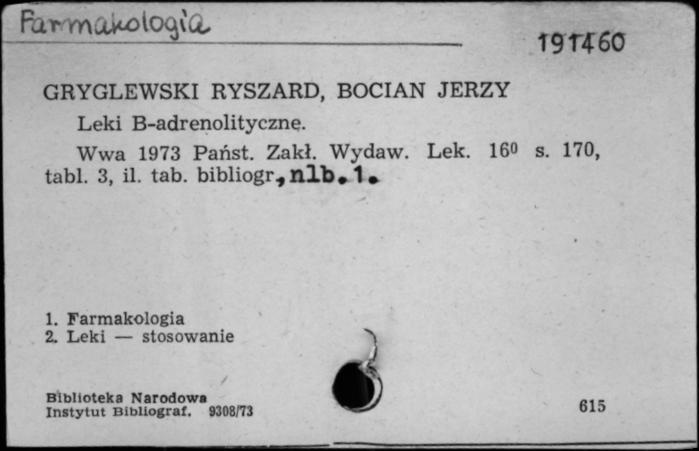 Farmakologia
191460
GRYGLEWSKI RYSZARD, BOCIAN JERZY
Leki B-adrenolityczne.
Wwa 1973 Państ. Zakł. Wydaw. Lek. 16⁰ s. 170,
tabl. 3, il. tab. bibliogr., nlb. 1.
1. Farmakologia
2. Leki — stosowanie
Biblioteka Narodowa
Instytut Bibliograf. 9308/73
615